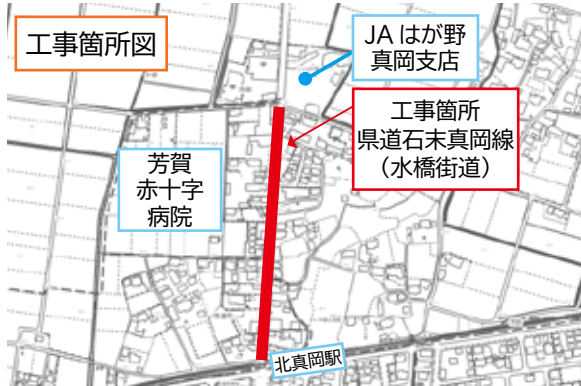 工事箇所図
JAはが野
真岡支店
工事箇所
県道石末真岡線
（水橋街道）
芳賀
赤十字
病院
北真岡駅